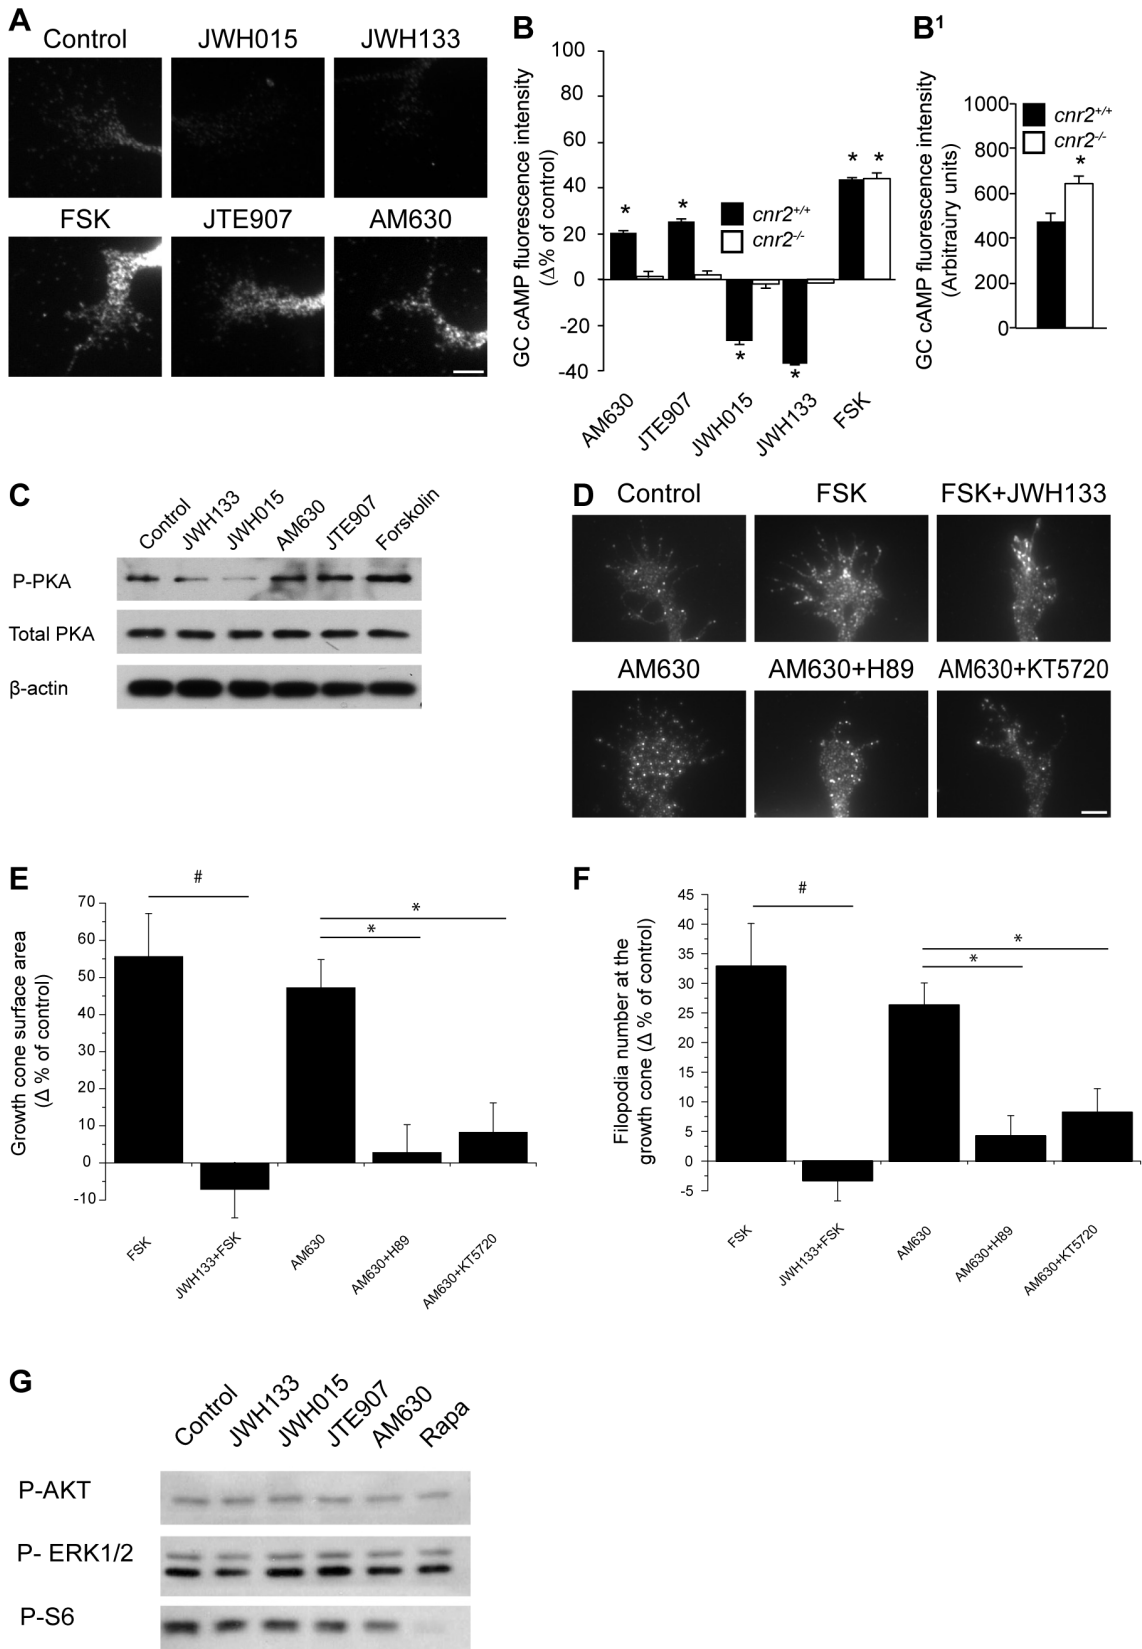 A
Control
JWH015
JWH133
FSK
JTE907
AM630
B
GC cAMP fluorescence intensity
(Δ% of control)
100
80
60
40
20
0
-20
-40
*
*
*
*
*
*
cnr2+/+
cnr2-/-
AM630
JTE907
JWH015
JWH133
FSK
B1
GC cAMP fluorescence intensity
(Arbitraiury units)
1000
800
600
400
200
0
cnr2+/+
cnr2-/-
*
C
Control
JWH133
JWH015
AM630
JTE907
Forskolin
P-PKA
Total PKA
β-actin
D
Control
FSK
FSK+JWH133
AM630
AM630+H89
AM630+KT5720
E
Growth cone surface area
(Δ % of control)
70
60
50
40
30
20
10
0
-10
#
*
*
FSK
JWH133+FSK
AM630
AM630+H89
AM630+KT5720
F
Filopodia number at the
growth cone (Δ % of control)
45
40
35
30
25
20
15
10
5
0
-5
#
*
*
FSK
JWH133+FSK
AM630
AM630+H89
AM630+KT5720
G
Control
JWH133
JWH015
JTE907
AM630
Rapa
P-AKT
P- ERK1/2
P-S6